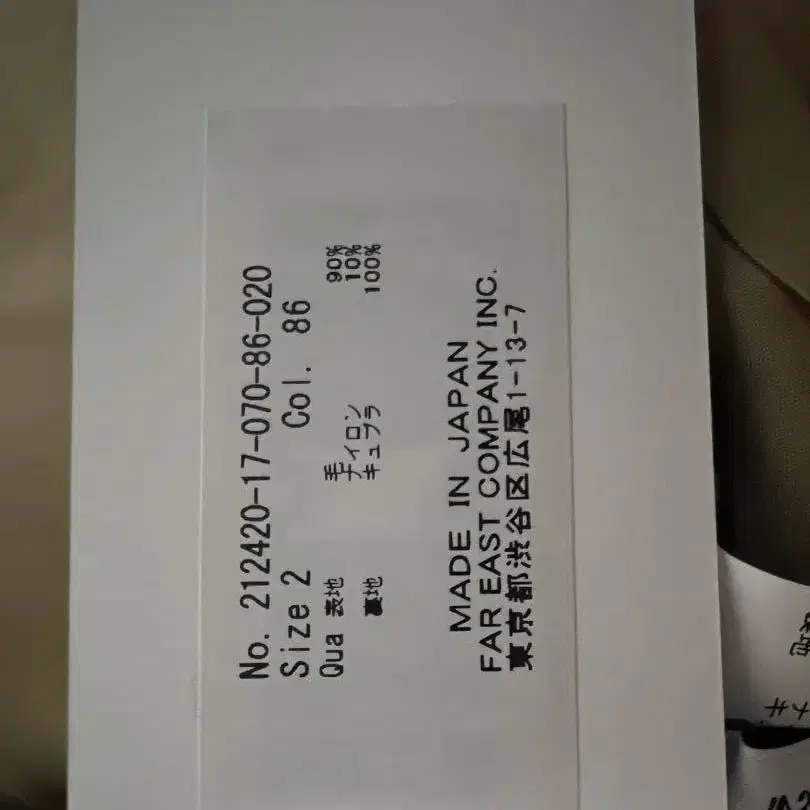 No. 212420-17-070-86-020
Size 2 Col. 86
Qua 表地 毛 90%
ナイロン 10%
裏地 キュプラ 100%
MADE IN JAPAN
FAR EAST COMPANY INC.
東京都渋谷区広尾1-13-7